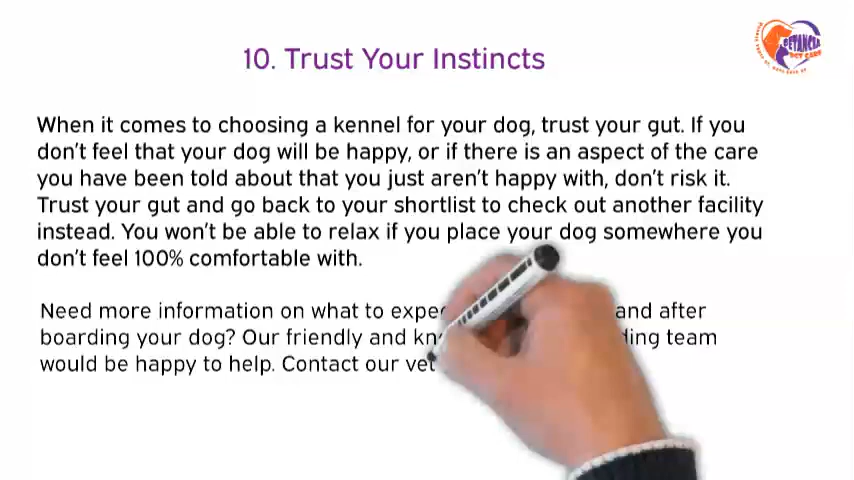 10. Trust Your Instincts
BETANCIA
PET CARE
When it comes to choosing a kennel for your dog, trust your gut. If you
don't feel that your dog will be happy, or if there is an aspect of the care
you have been told about that you just aren't happy with, don't risk it.
Trust your gut and go back to your shortlist to check out another facility
instead. You won't be able to relax if you place your dog somewhere you
don't feel 100% comfortable with.
Need more information on what to and after
boarding your dog? Our friendly and team
would be happy to help. Contact our vet